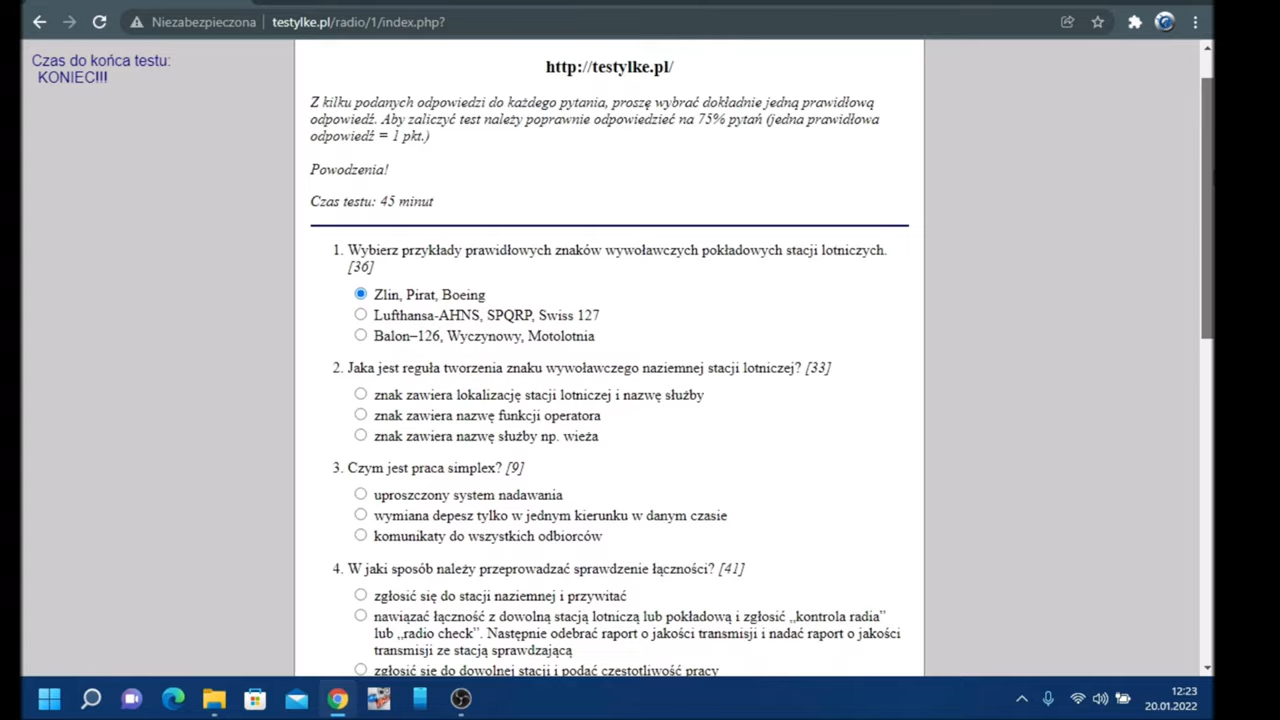 Niezabezpieczona testylke.pl/radio/1/index.php?
Czas do końca testu:
KONIEC!!!
http://testylke.pl/
Z kilku podanych odpowiedzi do każdego pytania, proszę wybrać dokładnie jedną prawidłową
odpowiedź. Aby zaliczyć test należy poprawnie odpowiedzieć na 75% pytań (jedna prawidłowa
odpowiedź = 1 pkt.)
Powodzenia!
Czas testu: 45 minut
1. Wybierz przykłady prawidłowych znaków wywoławczych pokładowych stacji lotniczych.
[36]
Zlin, Pirat, Boeing
Lufthansa-AHNS, SPQRP, Swiss 127
Balon–126, Wyczynowy, Motolotnia
2. Jaka jest reguła tworzenia znaku wywoławczego naziemnej stacji lotniczej? [33]
znak zawiera lokalizację stacji lotniczej i nazwę służby
znak zawiera nazwę funkcji operatora
znak zawiera nazwę służby np. wieża
3. Czym jest praca simplex? [9]
uproszczony system nadawania
wymiana depesz tylko w jednym kierunku w danym czasie
komunikaty do wszystkich odbiorców
4. W jaki sposób należy przeprowadzać sprawdzenie łączności? [41]
zgłosić się do stacji naziemnej i przywitać
nawiązać łączność z dowolną stacją lotniczą lub pokładową i zgłosić „kontrola radia”
lub „radio check”. Następnie odebrać raport o jakości transmisji i nadać raport o jakości
transmisji ze stacją sprawdzającą
zgłosić się do dowolnej stacji i podać częstotliwość pracy
12:23
20.01.2022